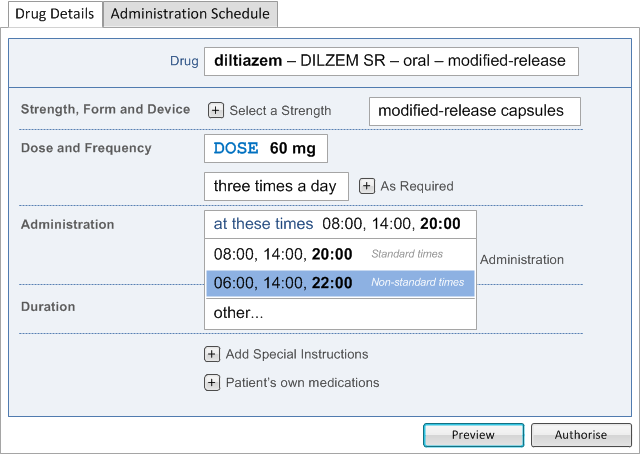 Drug Details Administration Schedule
Drug diltiazem – DILZEM SR – oral – modified-release
Strength, Form and Device + Select a Strength modified-release capsules
Dose and Frequency DOSE 60 mg
three times a day + As Required
Administration at these times 08:00, 14:00, 20:00
08:00, 14:00, 20:00 Standard times
Administration
06:00, 14:00, 22:00 Non-standard times
Duration other...
+ Add Special Instructions
+ Patient's own medications
Preview Authorise